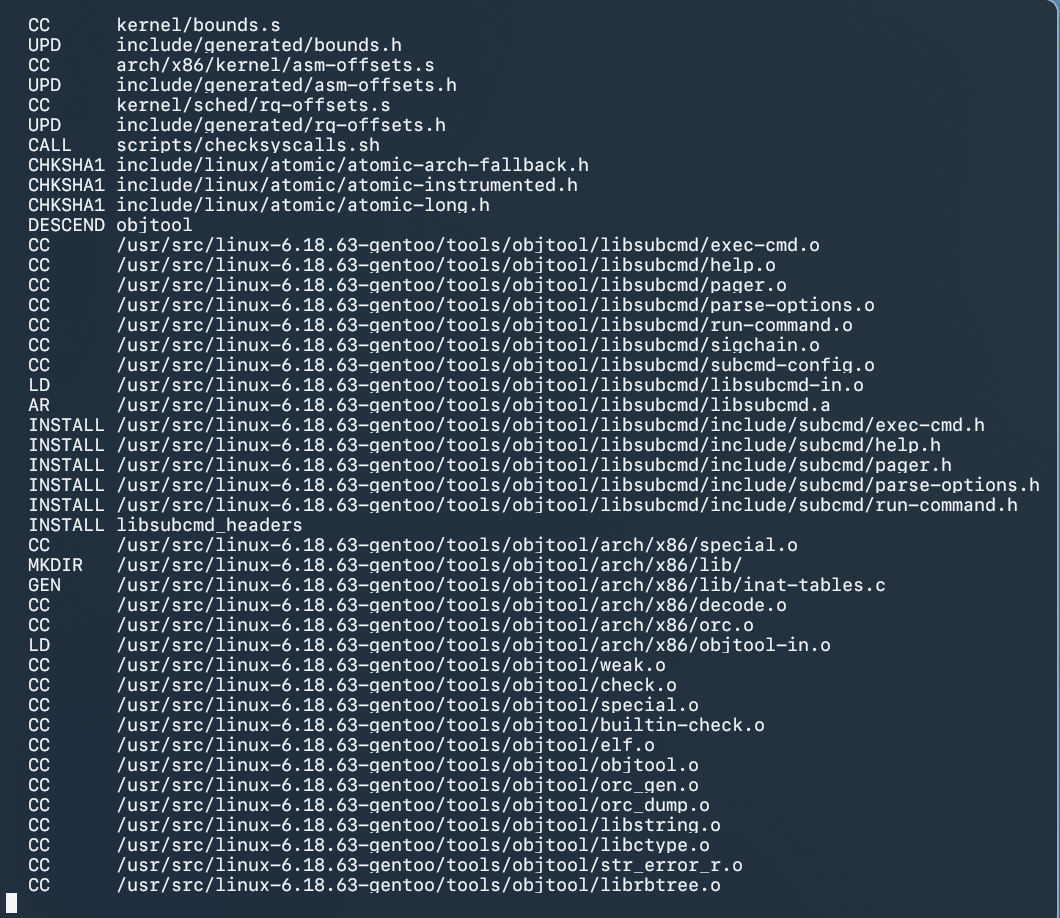 CC      kernel/bounds.s
UPD     include/generated/bounds.h
CC      arch/x86/kernel/asm-offsets.s
UPD     include/generated/asm-offsets.h
CC      kernel/sched/rq-offsets.s
UPD     include/generated/rq-offsets.h
CALL    scripts/checksyscalls.sh
CHKSHA1 include/linux/atomic/atomic-arch-fallback.h
CHKSHA1 include/linux/atomic/atomic-instrumented.h
CHKSHA1 include/linux/atomic/atomic-long.h
DESCEND objtool
CC      /usr/src/linux-6.18.63-gentoo/tools/objtool/libsubcmd/exec-cmd.o
CC      /usr/src/linux-6.18.63-gentoo/tools/objtool/libsubcmd/help.o
CC      /usr/src/linux-6.18.63-gentoo/tools/objtool/libsubcmd/pager.o
CC      /usr/src/linux-6.18.63-gentoo/tools/objtool/libsubcmd/parse-options.o
CC      /usr/src/linux-6.18.63-gentoo/tools/objtool/libsubcmd/run-command.o
CC      /usr/src/linux-6.18.63-gentoo/tools/objtool/libsubcmd/sigchain.o
CC      /usr/src/linux-6.18.63-gentoo/tools/objtool/libsubcmd/subcmd-config.o
LD      /usr/src/linux-6.18.63-gentoo/tools/objtool/libsubcmd/libsubcmd-in.o
AR      /usr/src/linux-6.18.63-gentoo/tools/objtool/libsubcmd/libsubcmd.a
INSTALL /usr/src/linux-6.18.63-gentoo/tools/objtool/libsubcmd/include/subcmd/exec-cmd.h
INSTALL /usr/src/linux-6.18.63-gentoo/tools/objtool/libsubcmd/include/subcmd/help.h
INSTALL /usr/src/linux-6.18.63-gentoo/tools/objtool/libsubcmd/include/subcmd/pager.h
INSTALL /usr/src/linux-6.18.63-gentoo/tools/objtool/libsubcmd/include/subcmd/parse-options.h
INSTALL /usr/src/linux-6.18.63-gentoo/tools/objtool/libsubcmd/include/subcmd/run-command.h
INSTALL libsubcmd_headers
CC      /usr/src/linux-6.18.63-gentoo/tools/objtool/arch/x86/special.o
MKDIR   /usr/src/linux-6.18.63-gentoo/tools/objtool/arch/x86/lib/
GEN     /usr/src/linux-6.18.63-gentoo/tools/objtool/arch/x86/lib/inat-tables.c
CC      /usr/src/linux-6.18.63-gentoo/tools/objtool/arch/x86/decode.o
CC      /usr/src/linux-6.18.63-gentoo/tools/objtool/arch/x86/orc.o
LD      /usr/src/linux-6.18.63-gentoo/tools/objtool/arch/x86/objtool-in.o
CC      /usr/src/linux-6.18.63-gentoo/tools/objtool/weak.o
CC      /usr/src/linux-6.18.63-gentoo/tools/objtool/check.o
CC      /usr/src/linux-6.18.63-gentoo/tools/objtool/special.o
CC      /usr/src/linux-6.18.63-gentoo/tools/objtool/builtin-check.o
CC      /usr/src/linux-6.18.63-gentoo/tools/objtool/elf.o
CC      /usr/src/linux-6.18.63-gentoo/tools/objtool/objtool.o
CC      /usr/src/linux-6.18.63-gentoo/tools/objtool/orc_gen.o
CC      /usr/src/linux-6.18.63-gentoo/tools/objtool/orc_dump.o
CC      /usr/src/linux-6.18.63-gentoo/tools/objtool/libstring.o
CC      /usr/src/linux-6.18.63-gentoo/tools/objtool/libctype.o
CC      /usr/src/linux-6.18.63-gentoo/tools/objtool/str_error_r.o
CC      /usr/src/linux-6.18.63-gentoo/tools/objtool/librbtree.o